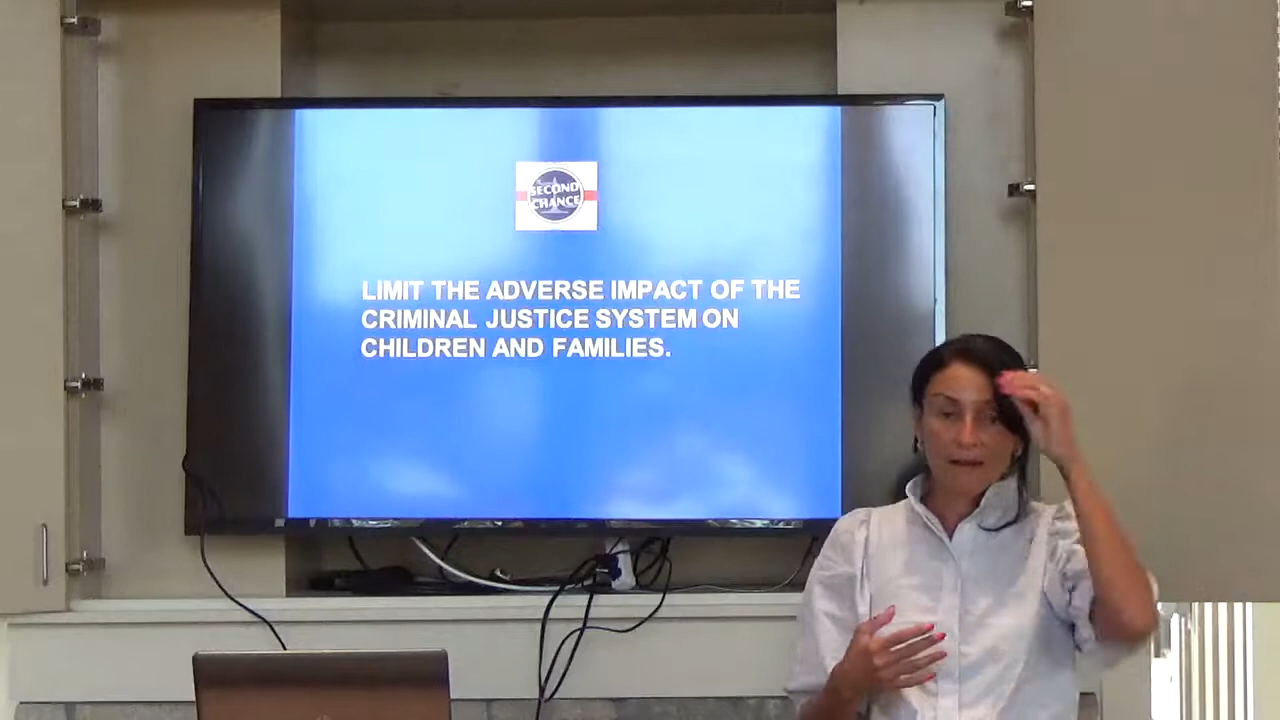 SECOND
CHANCE
LIMIT THE ADVERSE IMPACT OF THE
CRIMINAL JUSTICE SYSTEM ON
CHILDREN AND FAMILIES.